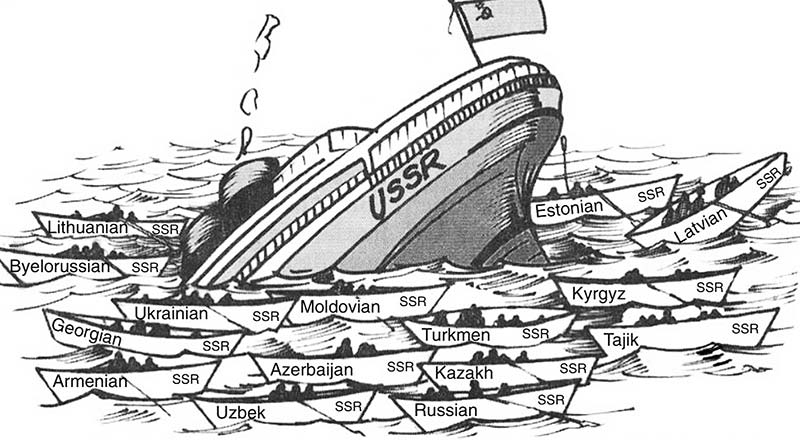 USSR
Lithuanian SSR
Estonian SSR
Latvian SSR
Byelorussian SSR
Kyrgyz SSR
Ukrainian SSR
Moldovian SSR
Georgian SSR
Turkmen SSR
Tajik SSR
Armenian SSR
Azerbaijan SSR
Kazakh SSR
Uzbek SSR
Russian SSR